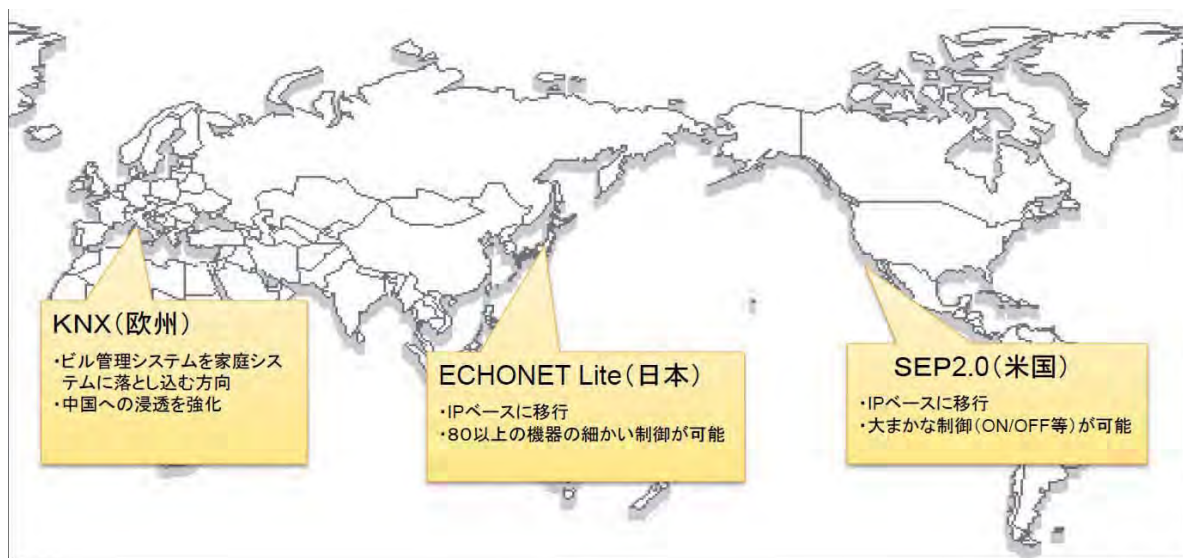 KNX（欧州）
・ビル管理システムを家庭シス
テムに落とし込む方向
・中国への浸透を強化
ECHONET Lite（日本）
・IPベースに移行
・８０以上の機器の細かい制御が可能
SEP2.0（米国）
・IPベースに移行
・大まかな制御（ON/OFF等）が可能